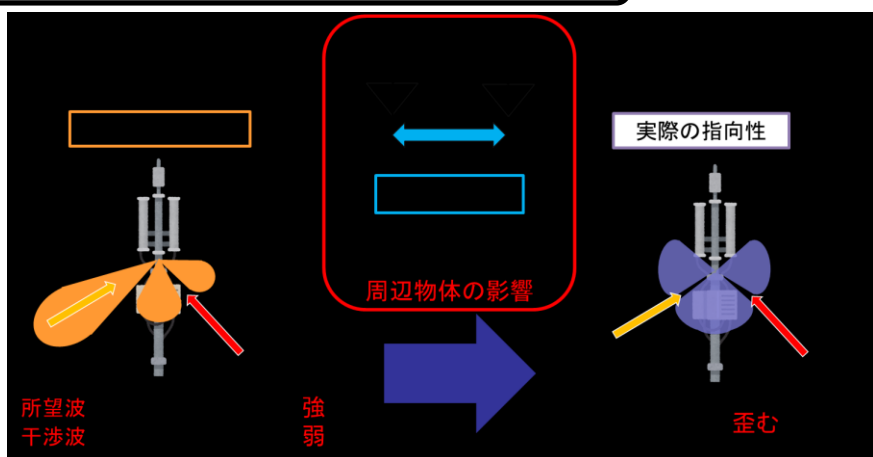 実際の指向性
周辺物体の影響
所望波 強
干渉波 弱
歪む